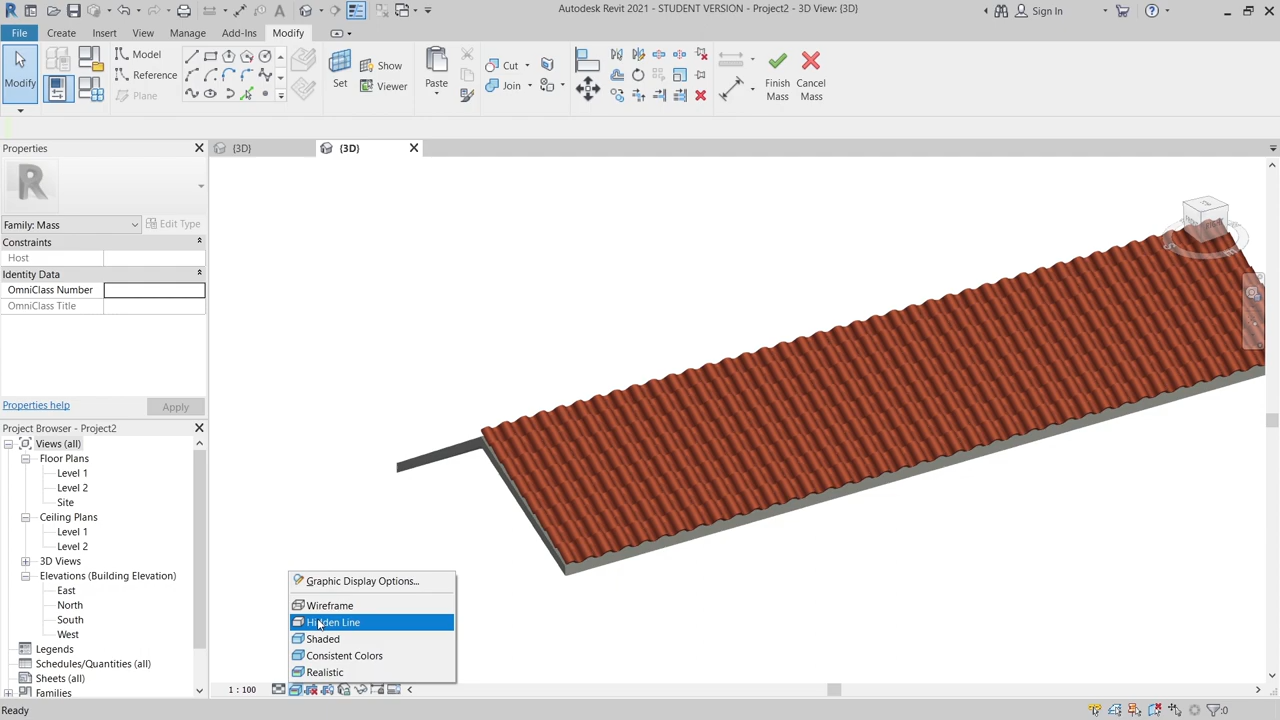 Autodesk Revit 2021 - STUDENT VERSION - Project2 - 3D View: {3D}
Sign In
File Create Insert View Manage Add-Ins Modify
Modify
Model
Reference
Plane
Set
Show
Viewer
Paste
Cut
Join
Finish Mass
Cancel Mass
Properties
{3D}
{3D}
R
Family: Mass
Edit Type
Constraints
Host
Identity Data
OmniClass Number
OmniClass Title
Properties help
Apply
Project Browser - Project2
Views (all)
Floor Plans
Level 1
Level 2
Site
Ceiling Plans
Level 1
Level 2
3D Views
Elevations (Building Elevation)
East
North
South
West
Legends
Schedules/Quantities (all)
Sheets (all)
Families
Graphic Display Options...
Wireframe
Hidden Line
Shaded
Consistent Colors
Realistic
1 : 100
Ready
:0